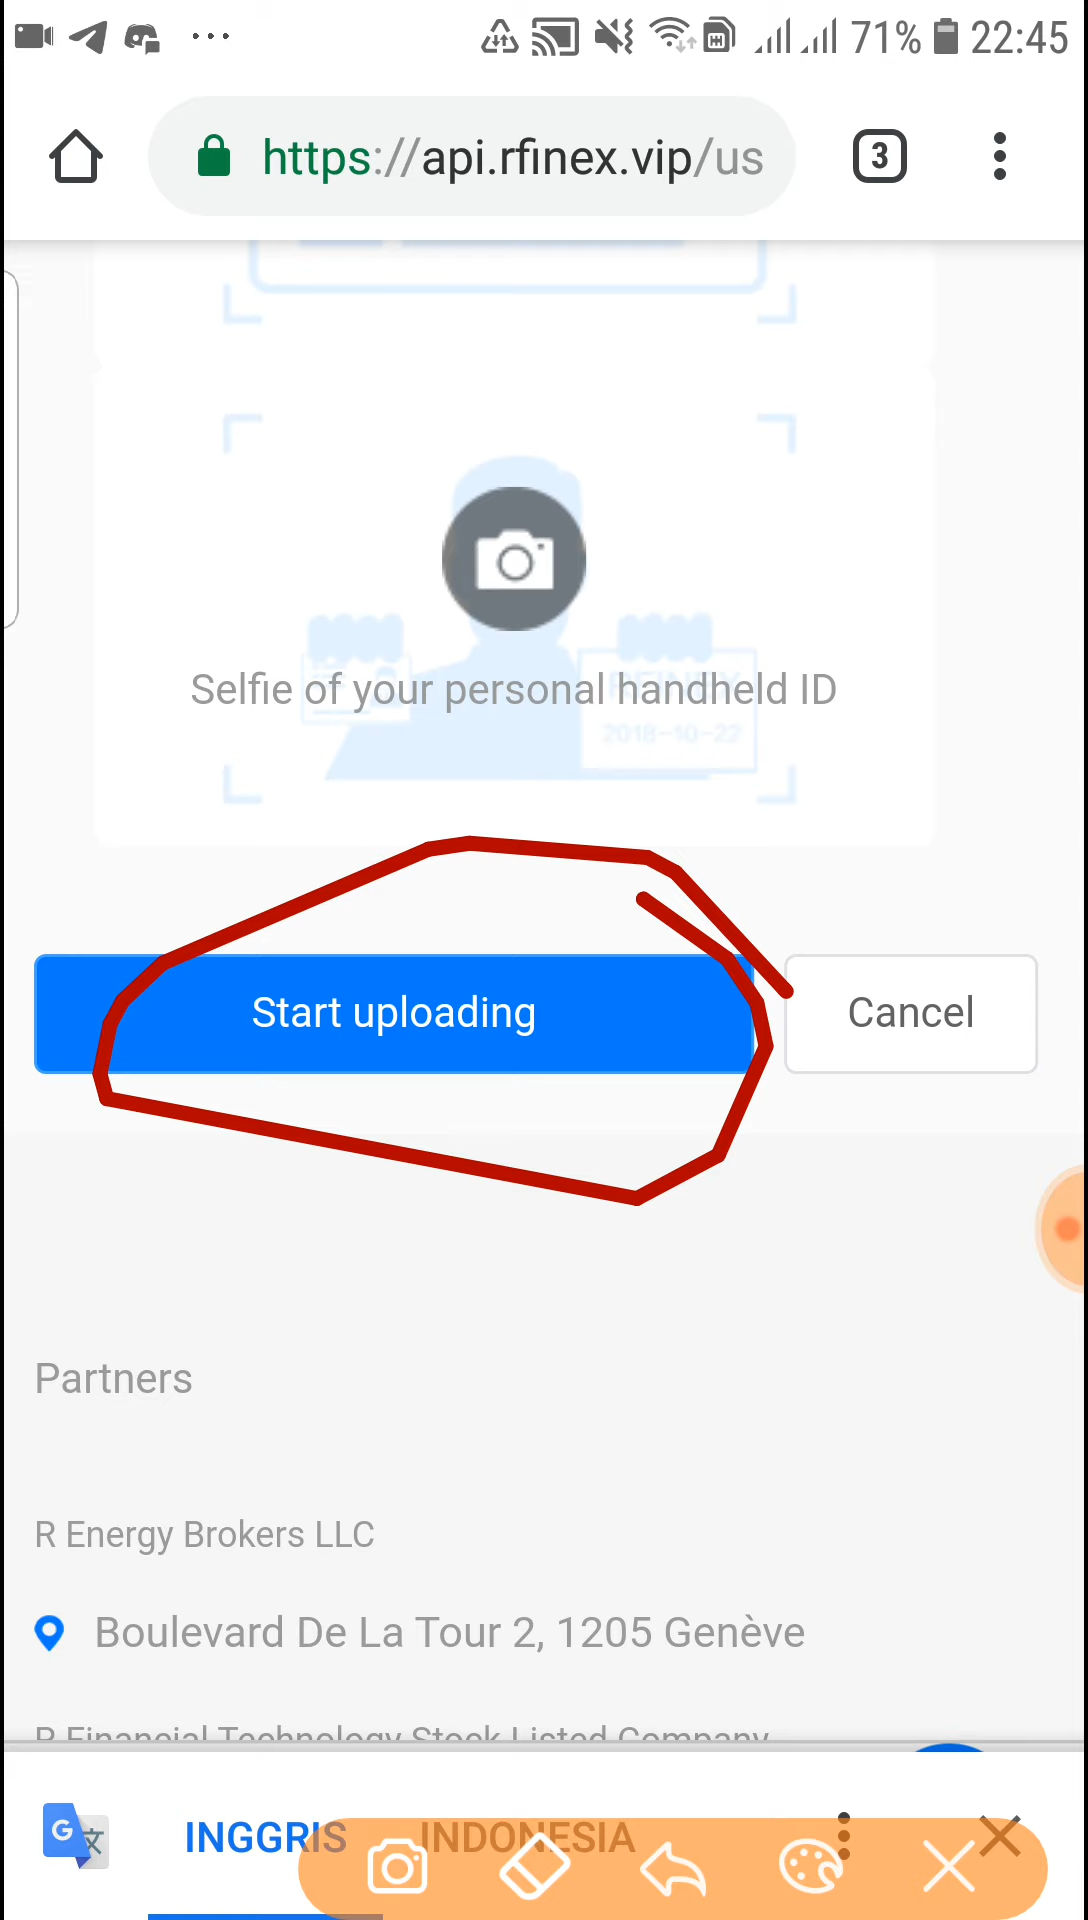 71% 22:45
https://api.rfinex.vip/us
3
Selfie of your personal handheld ID
RFINEX
2018-10-22
Start uploading
Cancel
Partners
R Energy Brokers LLC
Boulevard De La Tour 2, 1205 Genève
R Financial Technology Stock Listed Company
G 文
INGGRIS INDONESIA